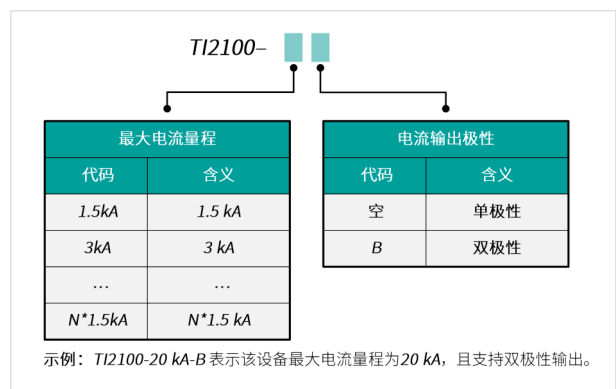 TI2100–
最大电流量程
代码 含义
1.5kA 1.5 kA
3kA 3 kA
… …
N*1.5kA N*1.5 kA
电流输出极性
代码 含义
空 单极性
B 双极性
示例：TI2100-20 kA-B 表示该设备最大电流量程为20 kA，且支持双极性输出。